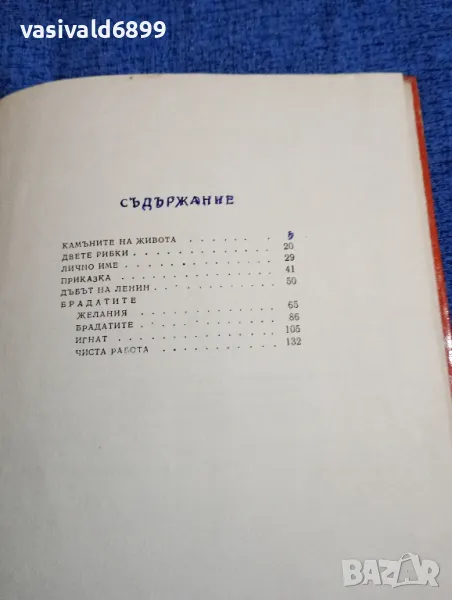 vasivald6899
СЪДЪРЖАНИЕ
КАМЪНИТЕ НА ЖИВОТА . . . . . . . 5
ДВЕТЕ РИБКИ . . . . . . . . . . 20
ЛИЧНО ИМЕ . . . . . . . . . . . 29
ПРИКАЗКА . . . . . . . . . . . 41
ДЪБЪТ НА ЛЕНИН . . . . . . . . . 50
БРАДАТИТЕ
ЖЕЛАНИЯ . . . . . . . . . . 65
БРАДАТИТЕ . . . . . . . . . 86
ИГНАТ . . . . . . . . . . . 105
ЧИСТА РАБОТА . . . . . . . . 132
BAZAR